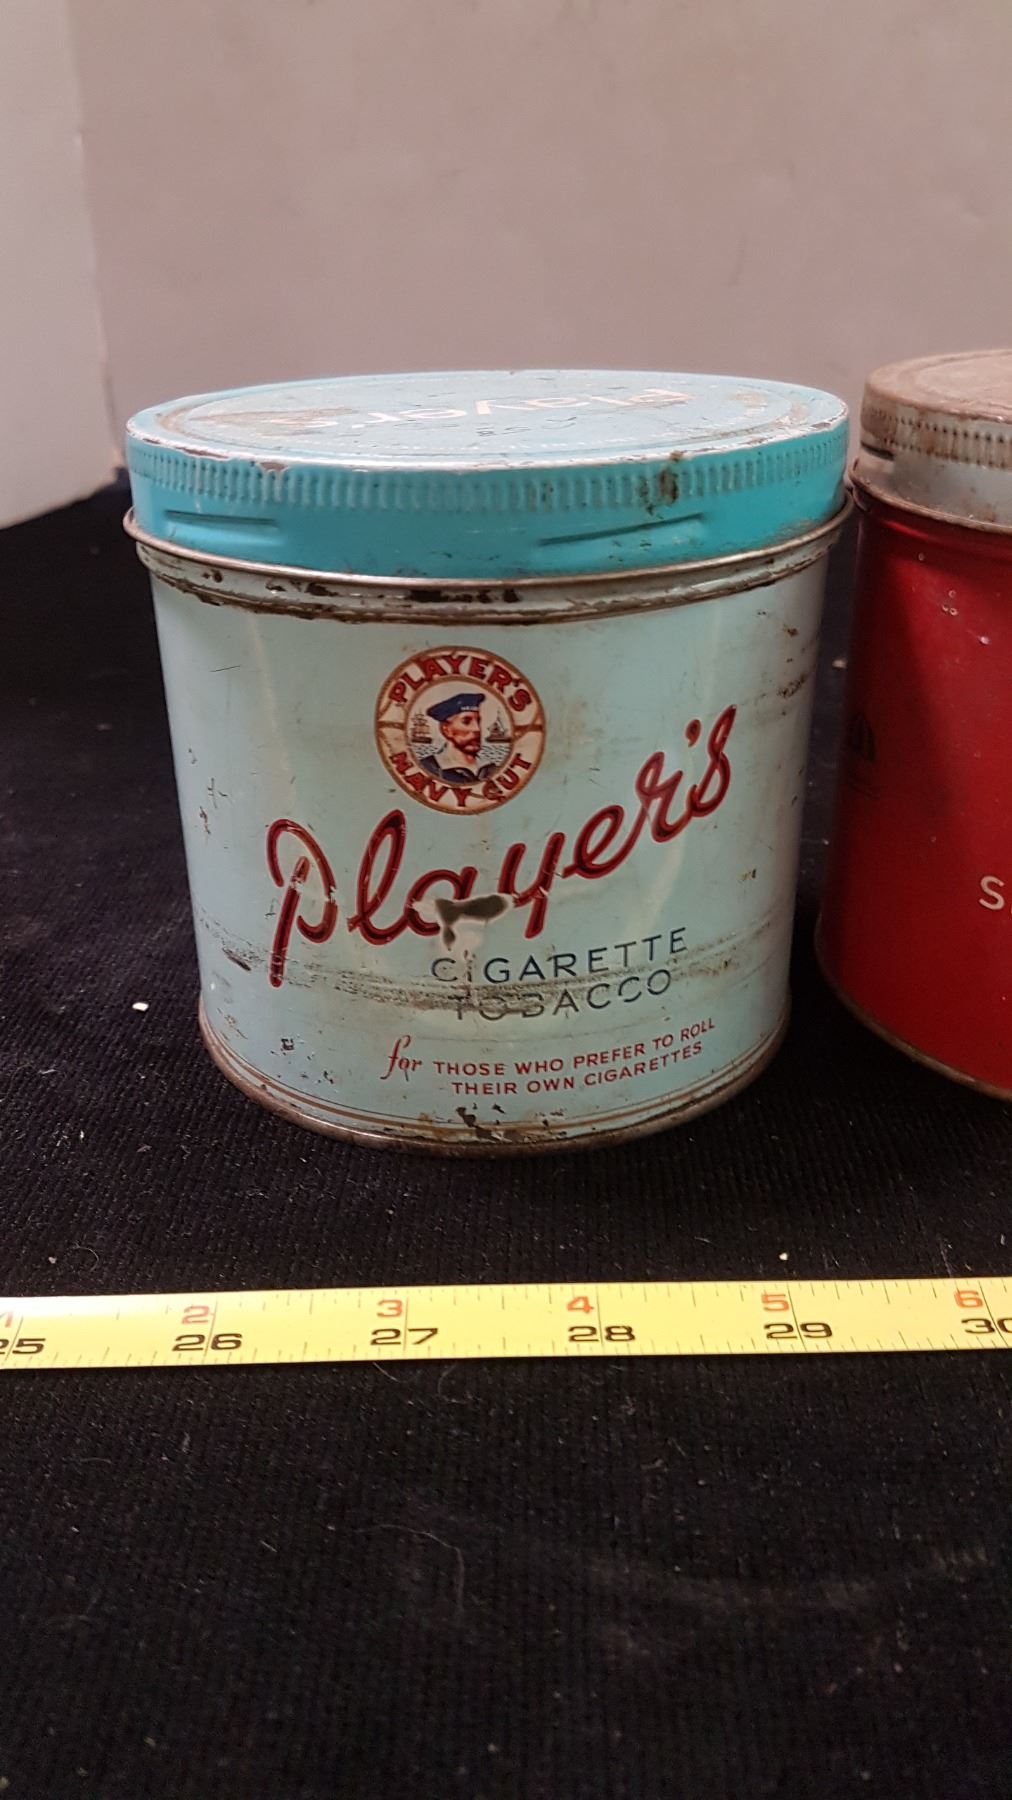 Player's
PLAYER'S
NAVY CUT
Player's
CIGARETTE
TOBACCO
for THOSE WHO PREFER TO ROLL
THEIR OWN CIGARETTES
S
2 3 4 5 6
25 26 27 28 29 30